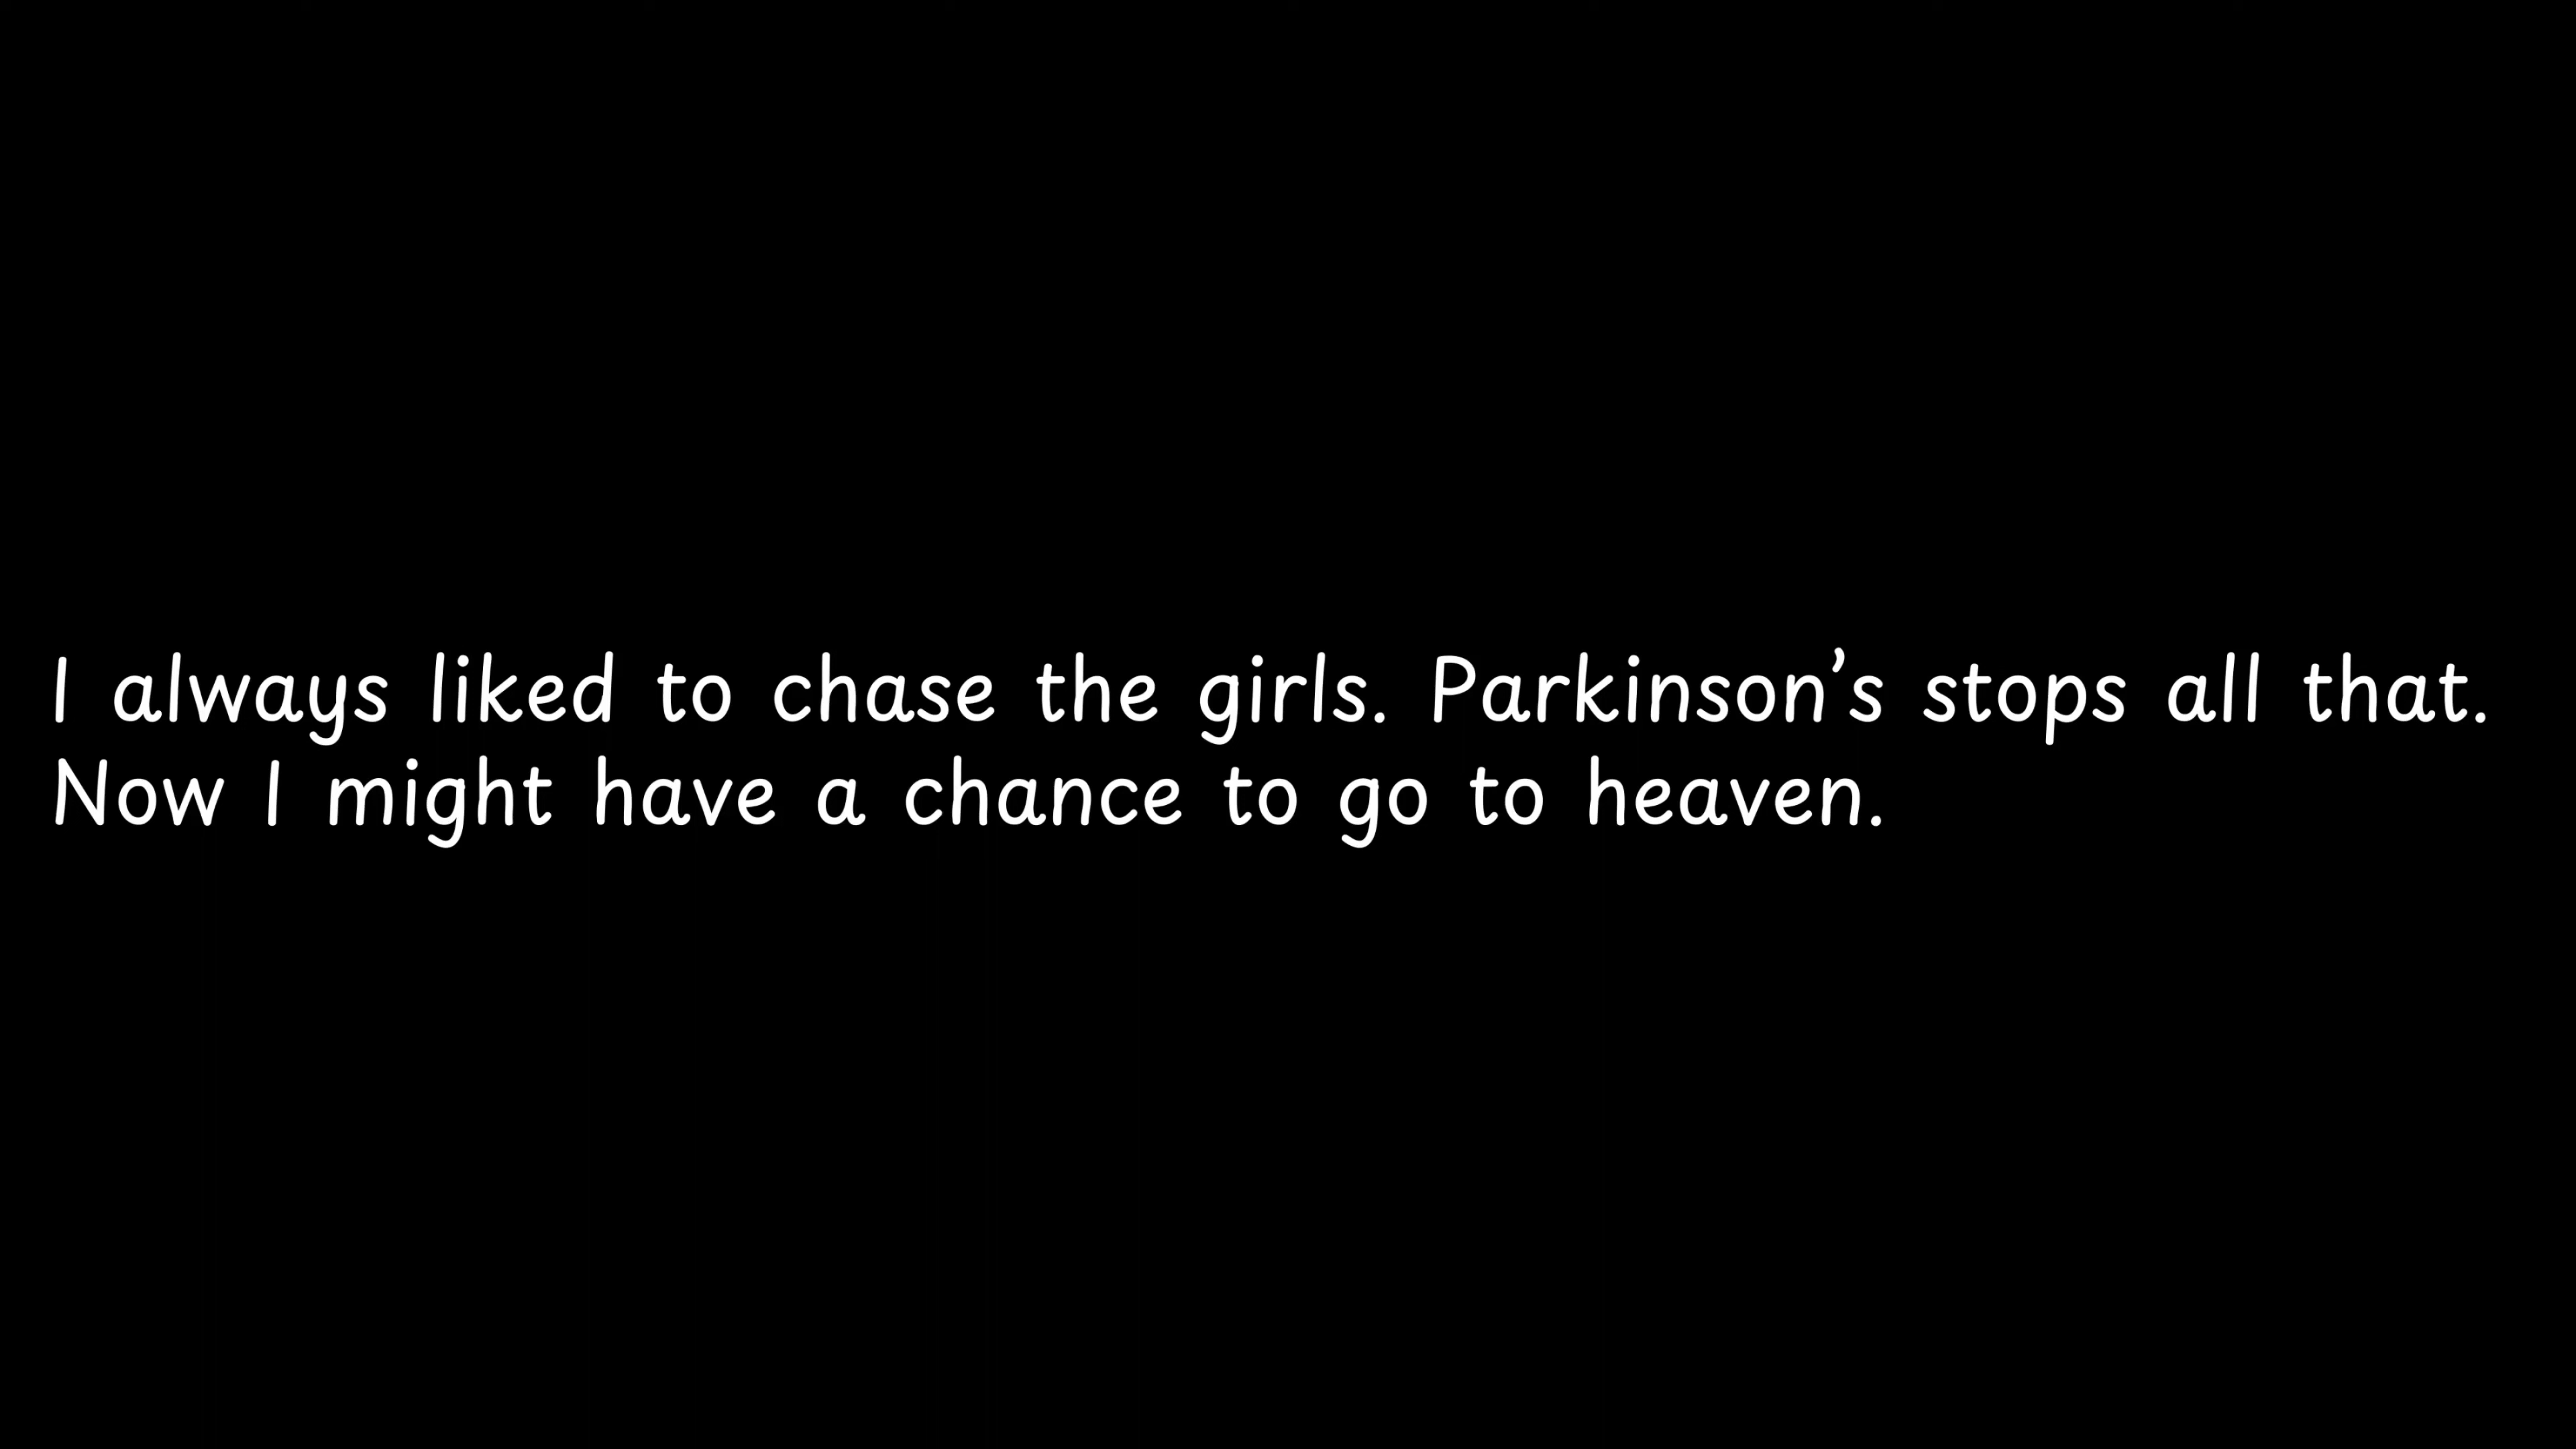 I always liked to chase the girls. Parkinson’s stops all that.
Now I might have a chance to go to heaven.